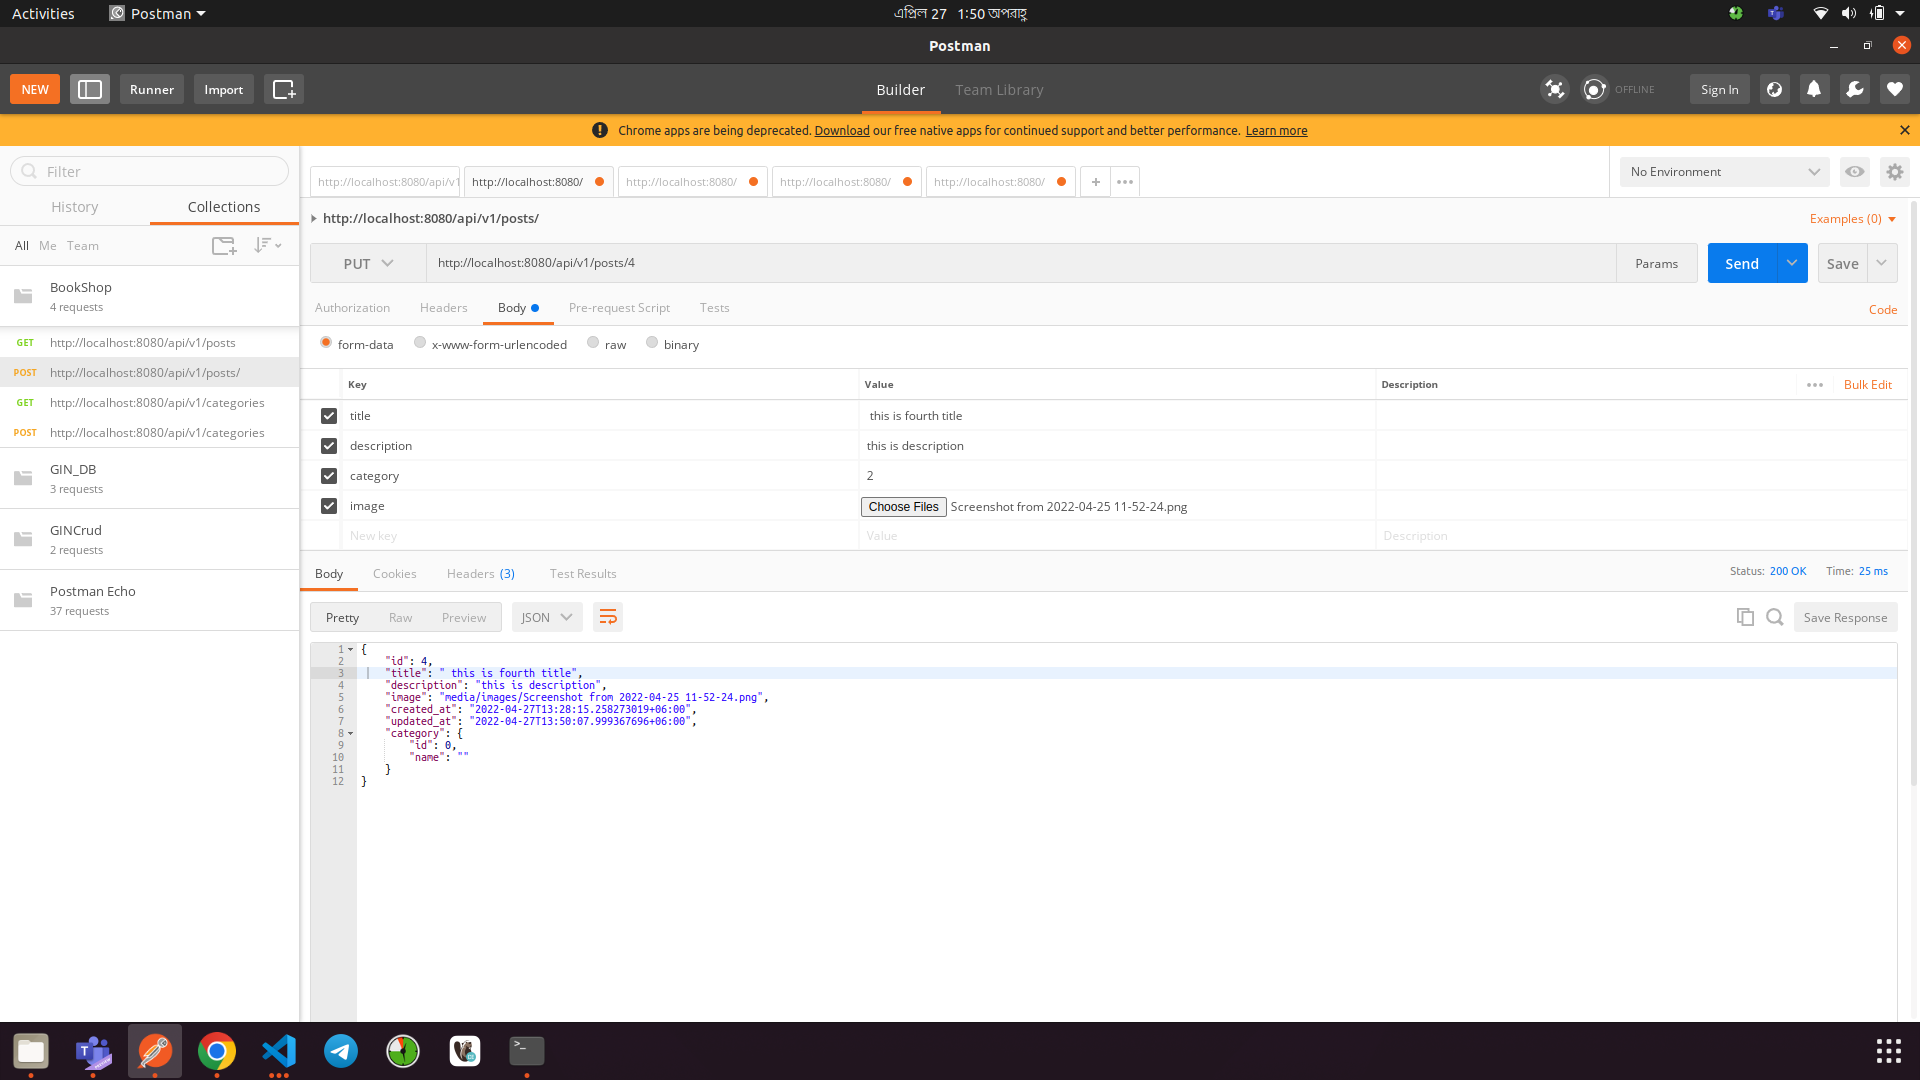 Activities
Postman
এপ্রিল 27 1:50 অপরাহ্ণ
Postman
NEW
Runner
Import
Builder
Team Library
OFFLINE
Sign In
Chrome apps are being deprecated. Download our free native apps for continued support and better performance. Learn more
Filter
History
Collections
All Me Team
BookShop
4 requests
GET http://localhost:8080/api/v1/posts
POST http://localhost:8080/api/v1/posts/
GET http://localhost:8080/api/v1/categories
POST http://localhost:8080/api/v1/categories
GIN_DB
3 requests
GINCrud
2 requests
Postman Echo
37 requests
http://localhost:8080/api/v1
http://localhost:8080/
http://localhost:8080/
http://localhost:8080/
http://localhost:8080/
No Environment
http://localhost:8080/api/v1/posts/
Examples (0)
PUT
http://localhost:8080/api/v1/posts/4
Params
Send
Save
Authorization
Headers
Body
Pre-request Script
Tests
Code
form-data
x-www-form-urlencoded
raw
binary
Key Value Description
Bulk Edit
title this is fourth title
description this is description
category 2
image Choose Files Screenshot from 2022-04-25 11-52-24.png
New key Value Description
Body Cookies Headers (3) Test Results
Status: 200 OK Time: 25 ms
Pretty Raw Preview JSON
Save Response
1 {
2 "id": 4,
3 "title": " this is fourth title",
4 "description": "this is description",
5 "image": "media/images/Screenshot from 2022-04-25 11-52-24.png",
6 "created_at": "2022-04-27T13:28:15.258273019+06:00",
7 "updated_at": "2022-04-27T13:50:07.999367696+06:00",
8 "category": {
9 "id": 0,
10 "name": ""
11 }
12 }